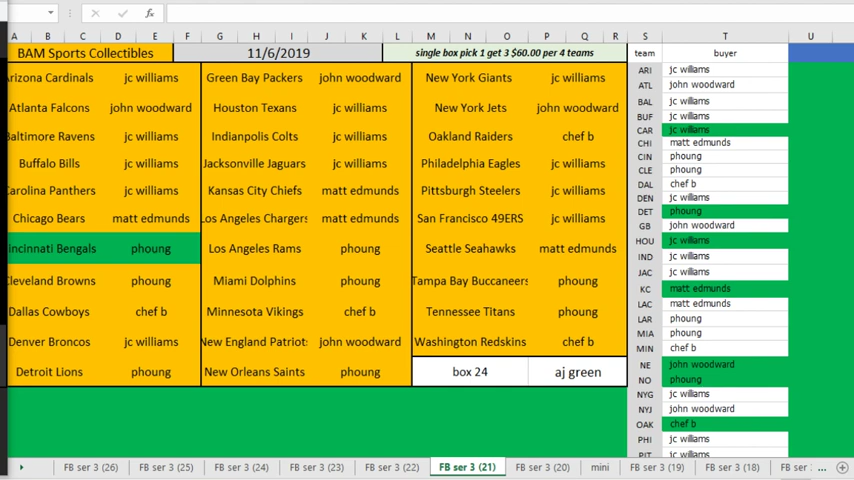 fx
A B C D E F G H I J K L M N O P Q R S T U
BAM Sports Collectibles 11/6/2019 single box pick 1 get 3 $60.00 per 4 teams team buyer
rizona Cardinals jc williams Green Bay Packers john woodward New York Giants jc williams ARI jc williams
Atlanta Falcons john woodward Houston Texans jc williams New York Jets john woodward ATL john woodward
Baltimore Ravens jc williams Indianpolis Colts jc williams Oakland Raiders chef b BAL jc williams
Buffalo Bills jc williams Jacksonville Jaguars jc williams Philadelphia Eagles jc williams BUF jc williams
arolina Panthers jc williams Kansas City Chiefs matt edmunds Pittsburgh Steelers jc williams CAR jc williams
Chicago Bears matt edmunds Los Angeles Chargers matt edmunds San Francisco 49ERS jc williams CHI matt edmunds
incinnati Bengals phoung Los Angeles Rams phoung Seattle Seahawks matt edmunds CIN phoung
Cleveland Browns phoung Miami Dolphins phoung Tampa Bay Buccaneers phoung CLE phoung
Dallas Cowboys chef b Minnesota Vikings chef b Tennessee Titans phoung DAL chef b
Denver Broncos jc williams New England Patriots john woodward Washington Redskins chef b DEN jc williams
Detroit Lions phoung New Orleans Saints phoung box 24 aj green DET phoung
GB john woodward
HOU jc williams
IND jc williams
JAC jc williams
KC matt edmunds
LAC matt edmunds
LAR phoung
MIA phoung
MIN chef b
NE john woodward
NO phoung
NYG jc williams
NYJ john woodward
OAK chef b
PHI jc williams
PIT jc williams
FB ser 3 (26) FB ser 3 (25) FB ser 3 (24) FB ser 3 (23) FB ser 3 (22) FB ser 3 (21) FB ser 3 (20) mini FB ser 3 (19) FB ser 3 (18) FB ser ...